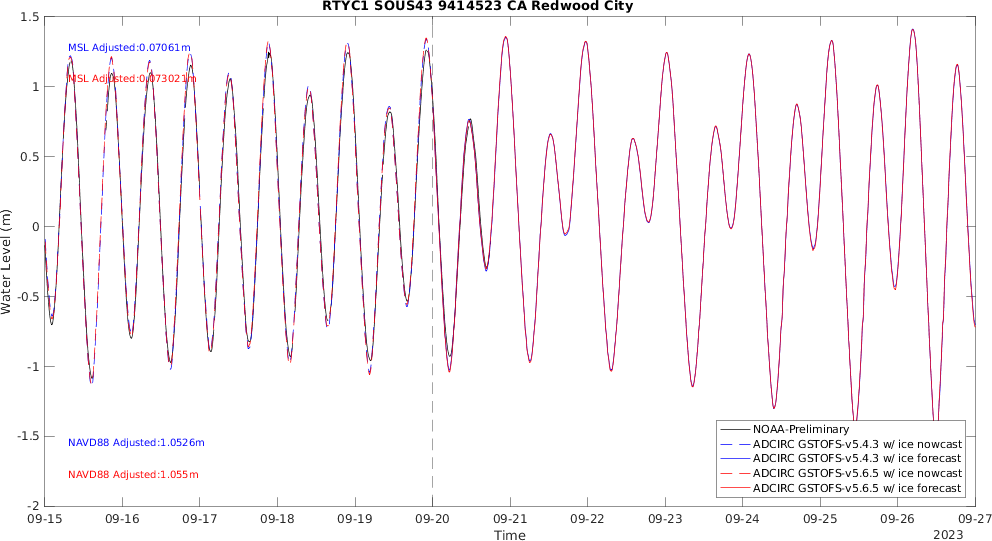 RTYC1 SOUS43 9414523 CA Redwood City
1.5
1
0.5
0
-0.5
-1
-1.5
-2
Water Level (m)
MSL Adjusted:0.07061m
MSL Adjusted:0.073021m
NAVD88 Adjusted:1.0526m
NAVD88 Adjusted:1.055m
NOAA-Preliminary
ADCIRC GSTOFS-v5.4.3 w/ ice nowcast
ADCIRC GSTOFS-v5.4.3 w/ ice forecast
ADCIRC GSTOFS-v5.6.5 w/ ice nowcast
ADCIRC GSTOFS-v5.6.5 w/ ice forecast
09-15 09-16 09-17 09-18 09-19 09-20 09-21 09-22 09-23 09-24 09-25 09-26 09-27
Time
2023